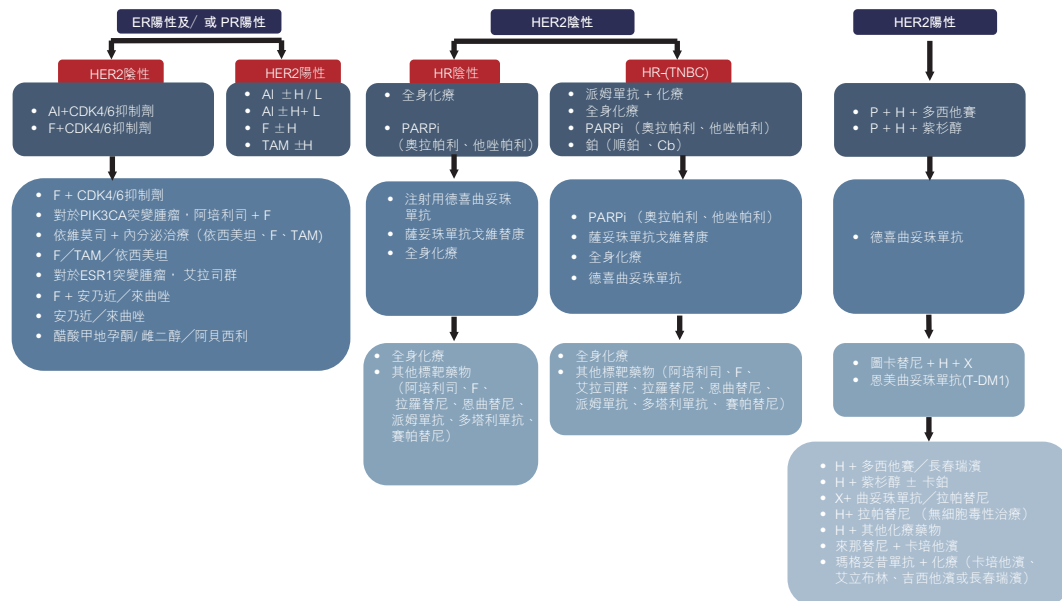 ER陽性及/ 或 PR陽性
HER2陰性
AI+CDK4/6抑制劑
F+CDK4/6抑制劑
HER2陽性
AI ±H / L
AI ±H+ L
F ±H
TAM ±H
F + CDK4/6抑制劑
對於PIK3CA突變腫瘤，阿培利司 + F
依維莫司 + 內分泌治療（依西美坦、F、TAM)
F／TAM／依西美坦
對於ESR1突變腫瘤， 艾拉司群
F + 安乃近／來曲唑
安乃近／來曲唑
醋酸甲地孕酮/ 雌二醇／阿貝西利
HER2陰性
HR陰性
全身化療
PARPi
（奧拉帕利、他唑帕利）
注射用德喜曲妥珠
單抗
薩妥珠單抗戈維替康
全身化療
全身化療
其他標靶藥物
（阿培利司、F、
拉羅替尼、恩曲替尼、
派姆單抗、多塔利單抗、
賽帕替尼）
HR-(TNBC)
派姆單抗 + 化療
全身化療
PARPi （奧拉帕利、他唑帕利）
鉑（順鉑 、Cb）
PARPi （奧拉帕利、他唑帕利）
薩妥珠單抗戈維替康
全身化療
德喜曲妥珠單抗
全身化療
其他標靶藥物（阿培利司、F、
艾拉司群、拉羅替尼、恩曲替尼、
派姆單抗、多塔利單抗、 賽帕替尼）
HER2陽性
P + H + 多西他賽
P + H + 紫杉醇
德喜曲妥珠單抗
圖卡替尼 + H + X
恩美曲妥珠單抗(T-DM1)
H + 多西他賽／長春瑞濱
H + 紫杉醇 ± 卡鉑
X+ 曲妥珠單抗／拉帕替尼
H+ 拉帕替尼 （無細胞毒性治療）
H + 其他化療藥物
來那替尼 + 卡培他濱
瑪格妥昔單抗 + 化療（卡培他濱、
艾立布林、吉西他濱或長春瑞濱）